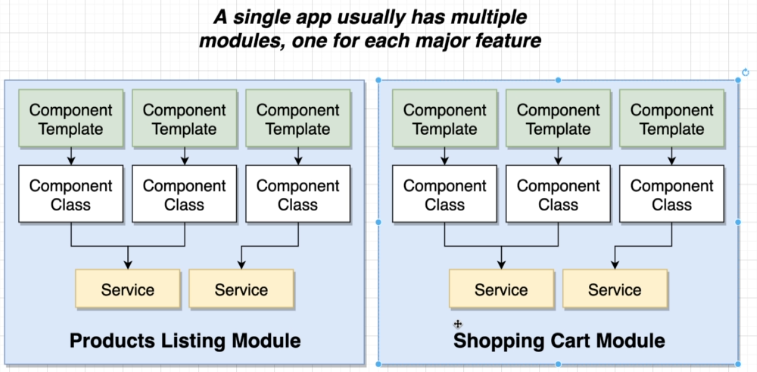 A single app usually has multiple
modules, one for each major feature
Component
Template
Component
Template
Component
Template
Component
Class
Component
Class
Component
Class
Service
Service
Products Listing Module
Component
Template
Component
Template
Component
Template
Component
Class
Component
Class
Component
Class
Service
Service
Shopping Cart Module